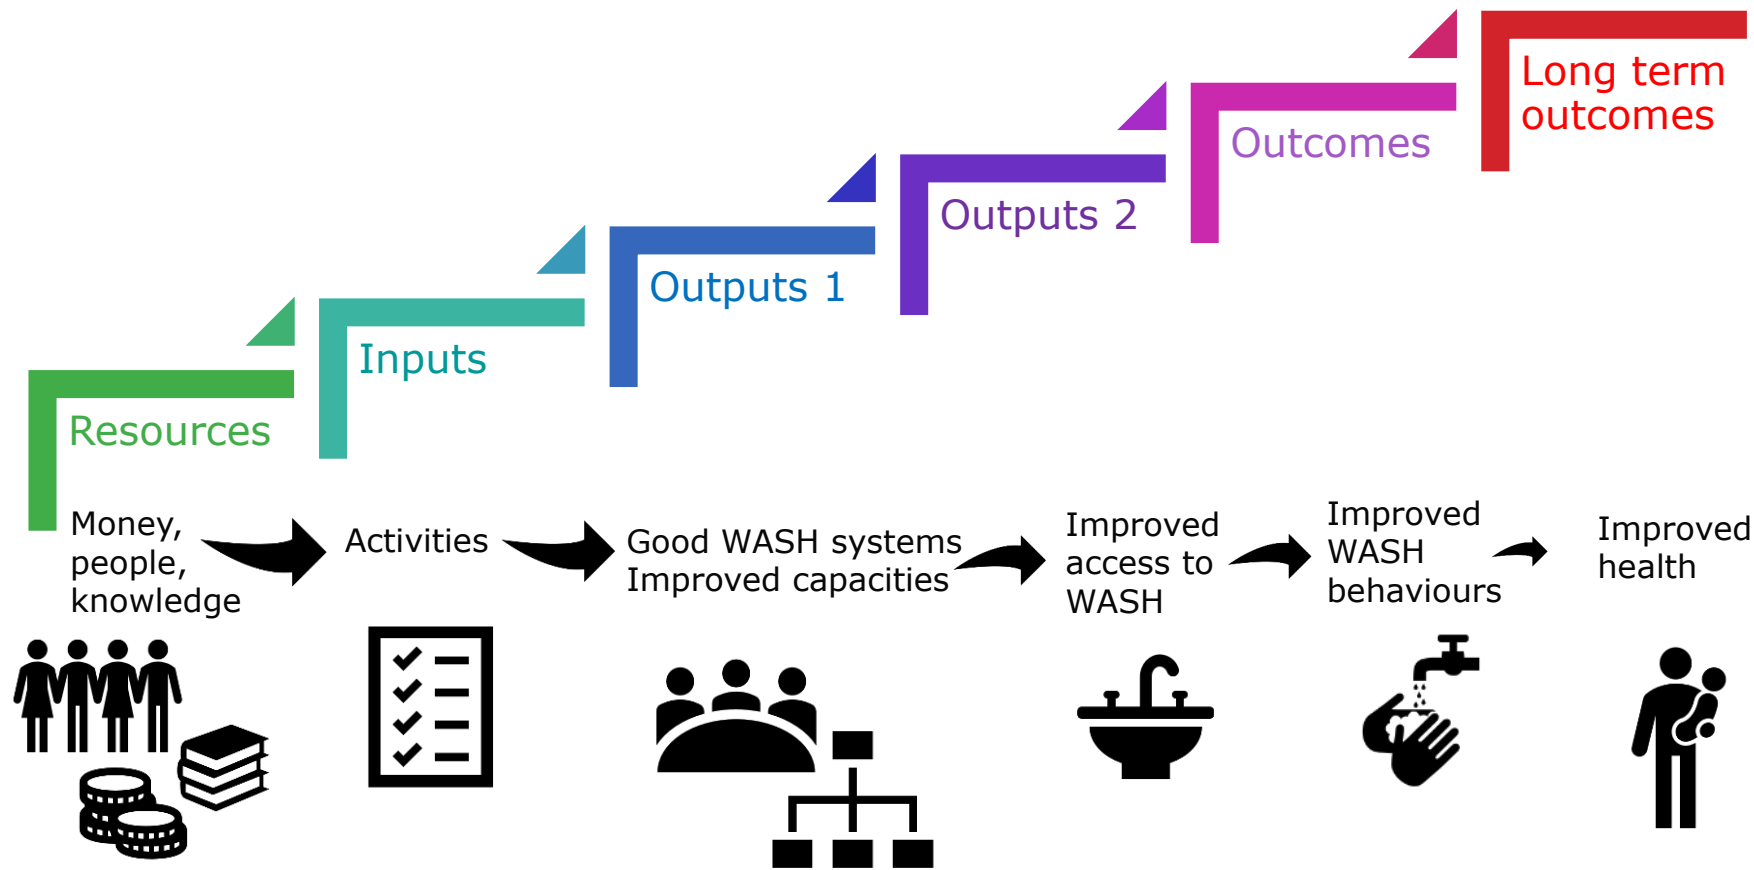 Long term
outcomes
Outcomes
Outputs 2
Outputs 1
Inputs
Resources
Money,
people,
knowledge
Activities
Good WASH systems
Improved capacities
Improved
access to
WASH
Improved
WASH
behaviours
Improved
health